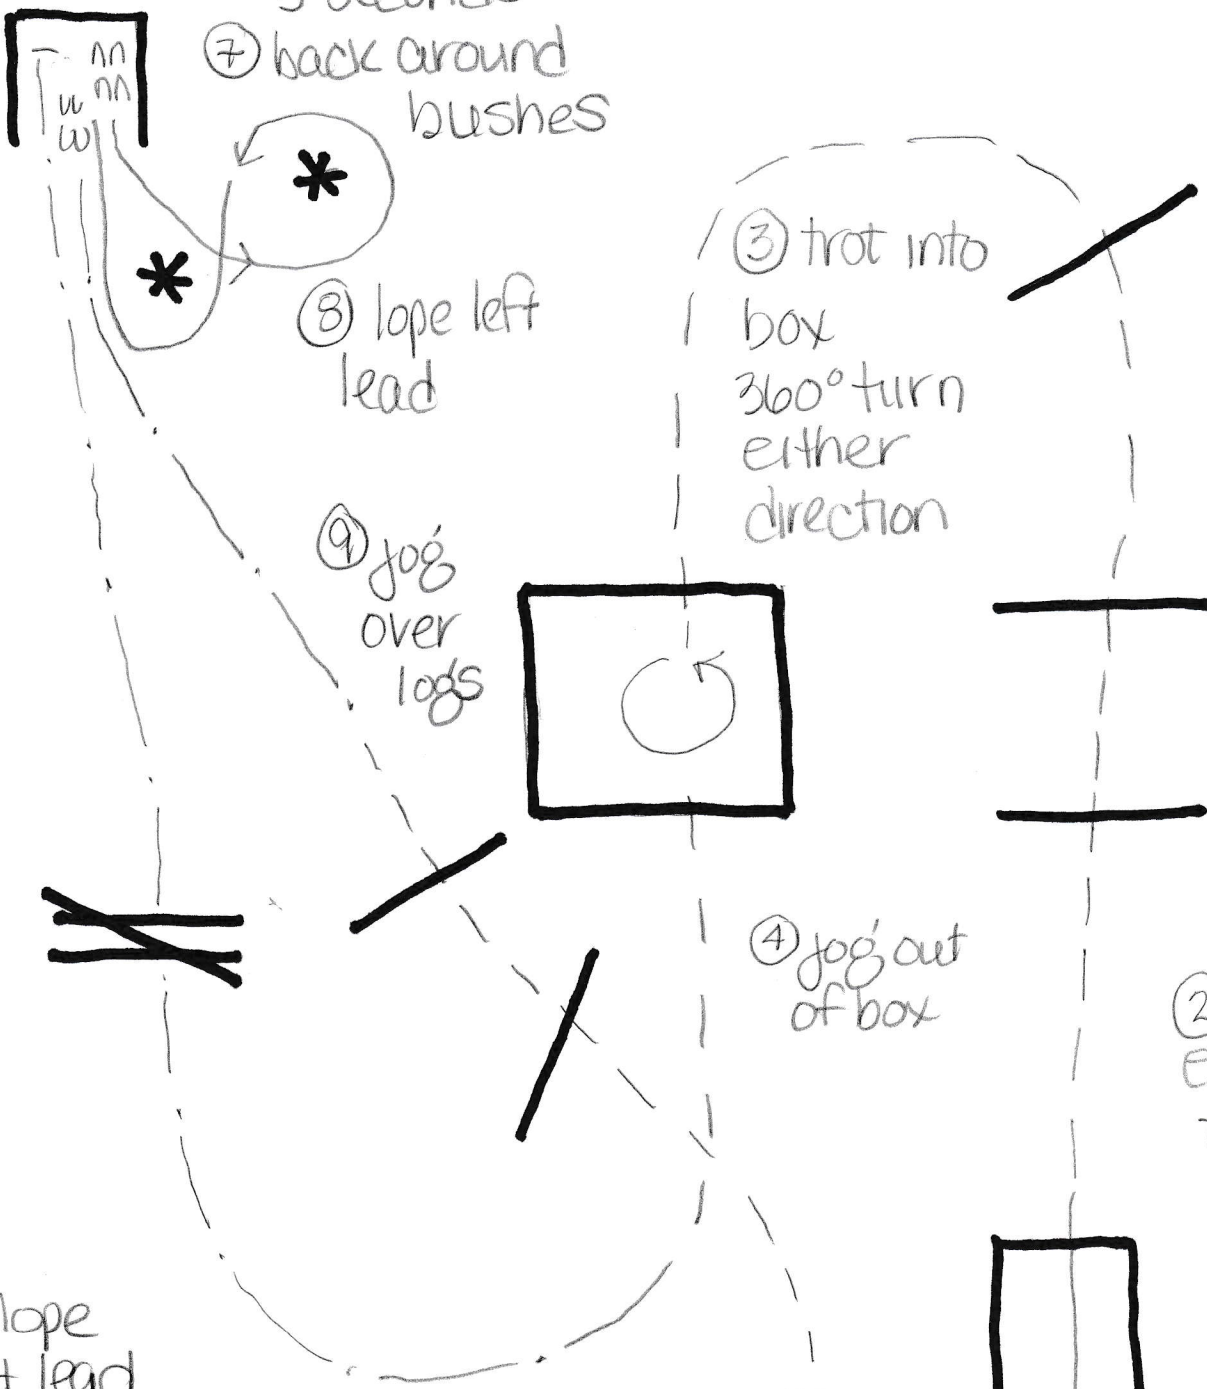 ⑦ back around
bushes
③ trot into
box
360° turn
either
direction
⑧ lope left
lead
⑨ jog
over
logs
④ jog out
of box
②
lope
lead